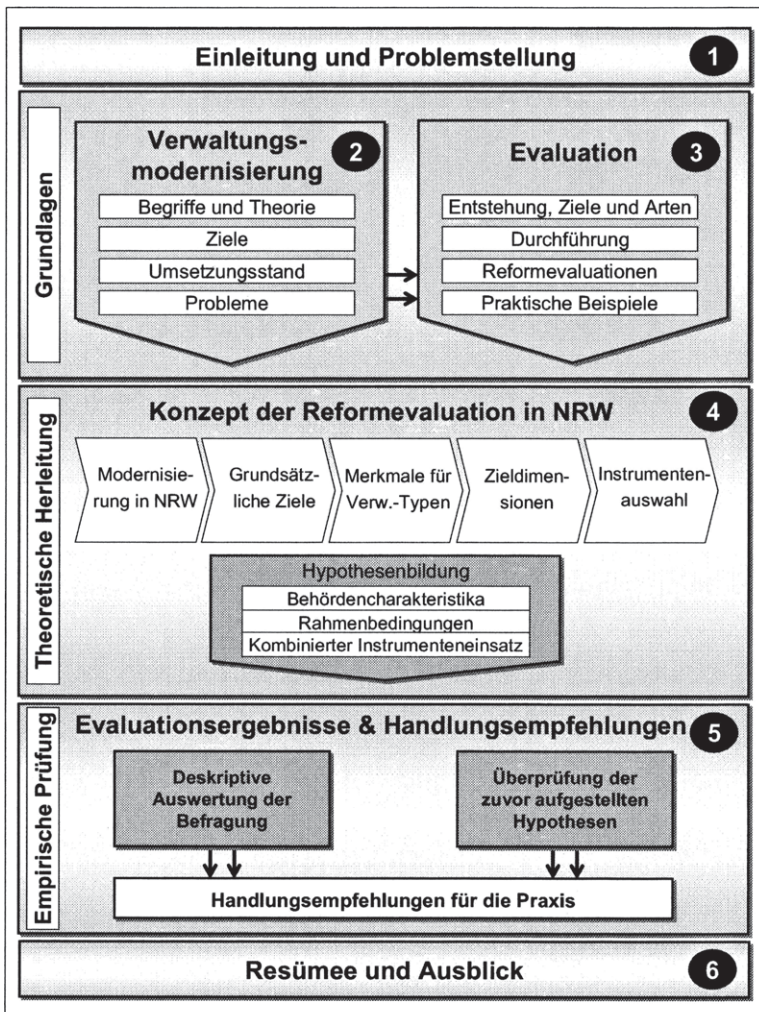 Einleitung und Problemstellung
1
Grundlagen
Verwaltungs-
modernisierung
2
Begriffe und Theorie
Ziele
Umsetzungsstand
Probleme
Evaluation
3
Entstehung, Ziele und Arten
Durchführung
Reformevaluationen
Praktische Beispiele
Theoretische Herleitung
Konzept der Reformevaluation in NRW
4
Modernisie-
rung in NRW
Grundsätz-
liche Ziele
Merkmale für
Verw.-Typen
Zieldimen-
sionen
Instrumenten-
auswahl
Hypothesenbildung
Behördencharakteristika
Rahmenbedingungen
Kombinierter Instrumenteneinsatz
Empirische Prüfung
Evaluationsergebnisse & Handlungsempfehlungen
5
Deskriptive
Auswertung der
Befragung
Überprüfung der
zuvor aufgestellten
Hypothesen
Handlungsempfehlungen für die Praxis
Resümee und Ausblick
6